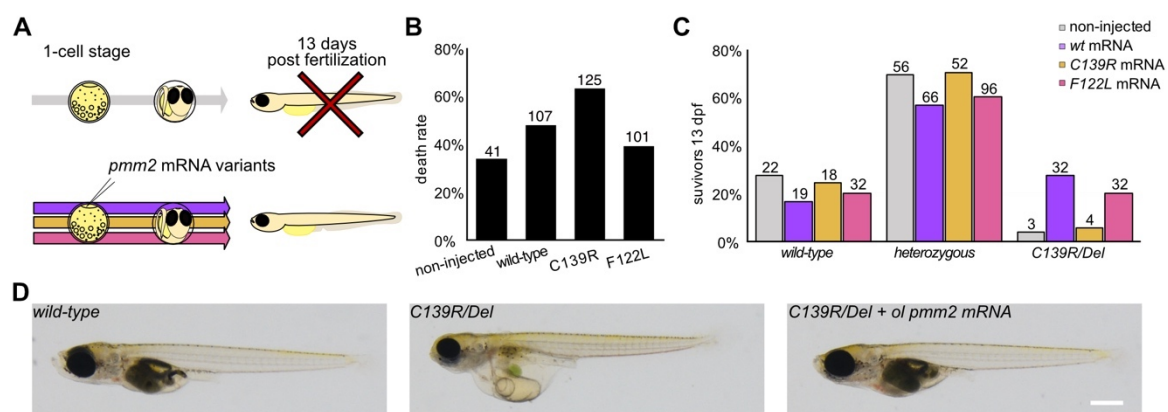 A
1-cell stage
13 days
post fertilization
pmm2 mRNA variants
B
80%
60%
40%
20%
0%
death rate
41
107
125
101
non-injected
wild-type
C139R
F122L
C
non-injected
wt mRNA
C139R mRNA
F122L mRNA
80%
60%
40%
20%
0%
suvivors 13 dpf
22
19
18
32
56
66
52
96
3
32
4
32
wild-type
heterozygous
C139R/Del
D
wild-type
C139R/Del
C139R/Del + ol pmm2 mRNA